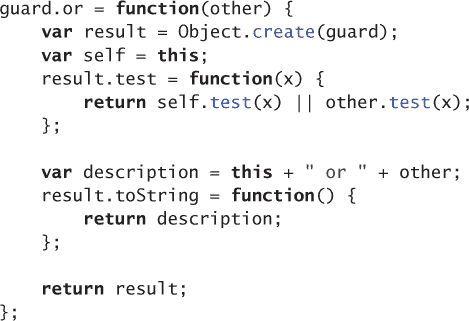 guard.or = function(other) {
    var result = Object.create(guard);
    var self = this;
    result.test = function(x) {
        return self.test(x) || other.test(x);
    };

    var description = this + " or " + other;
    result.toString = function() {
        return description;
    };

    return result;
};